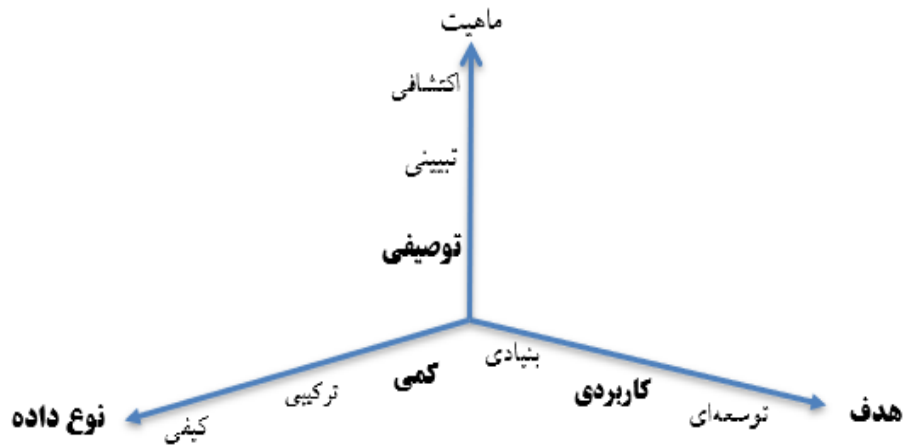 ماهیت
اکتشافی
تبیینی
توصیفی
بنیادی
کاربردی
توسعه‌ای
هدف
کمی
ترکیبی
کیفی
نوع داده